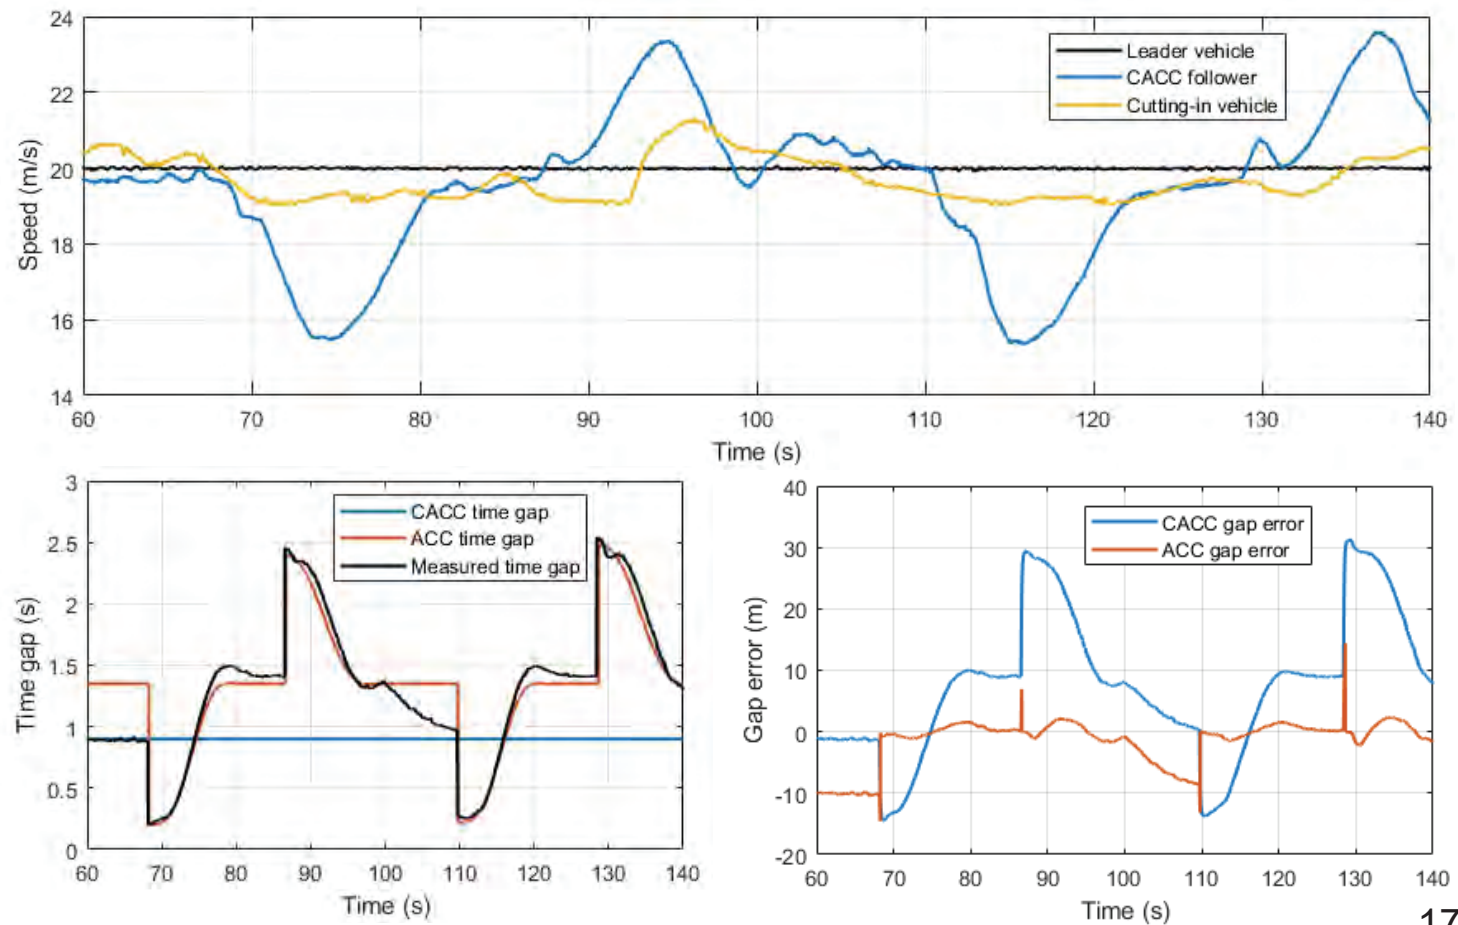 24
22
20
18
16
14
Speed (m/s)
Leader vehicle
CACC follower
Cutting-in vehicle
60 70 80 90 100 110 120 130 140
Time (s)
3
2.5
2
1.5
1
0.5
0
Time gap (s)
CACC time gap
ACC time gap
Measured time gap
60 70 80 90 100 110 120 130 140
Time (s)
40
30
20
10
0
-10
-20
Gap error (m)
CACC gap error
ACC gap error
60 70 80 90 100 110 120 130 140
Time (s)
17